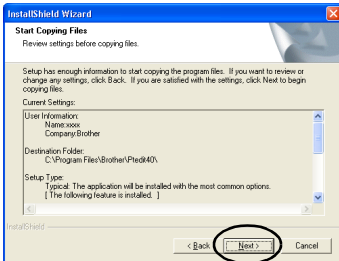 InstallShield Wizard
Start Copying Files
Review settings before copying files.
Setup has enough information to start copying the program files. If you want to review or
change any settings, click Back. If you are satisfied with the settings, click Next to begin
copying files.
Current Settings:
User Information:
Name:xxxx
Company:Brother
Destination Folder:
C:\Program Files\Brother\Ptedit40\
Setup Type:
Typical: The application will be installed with the most common options.
[ The following feature is installed. ]
InstallShield
< Back
Next >
Cancel